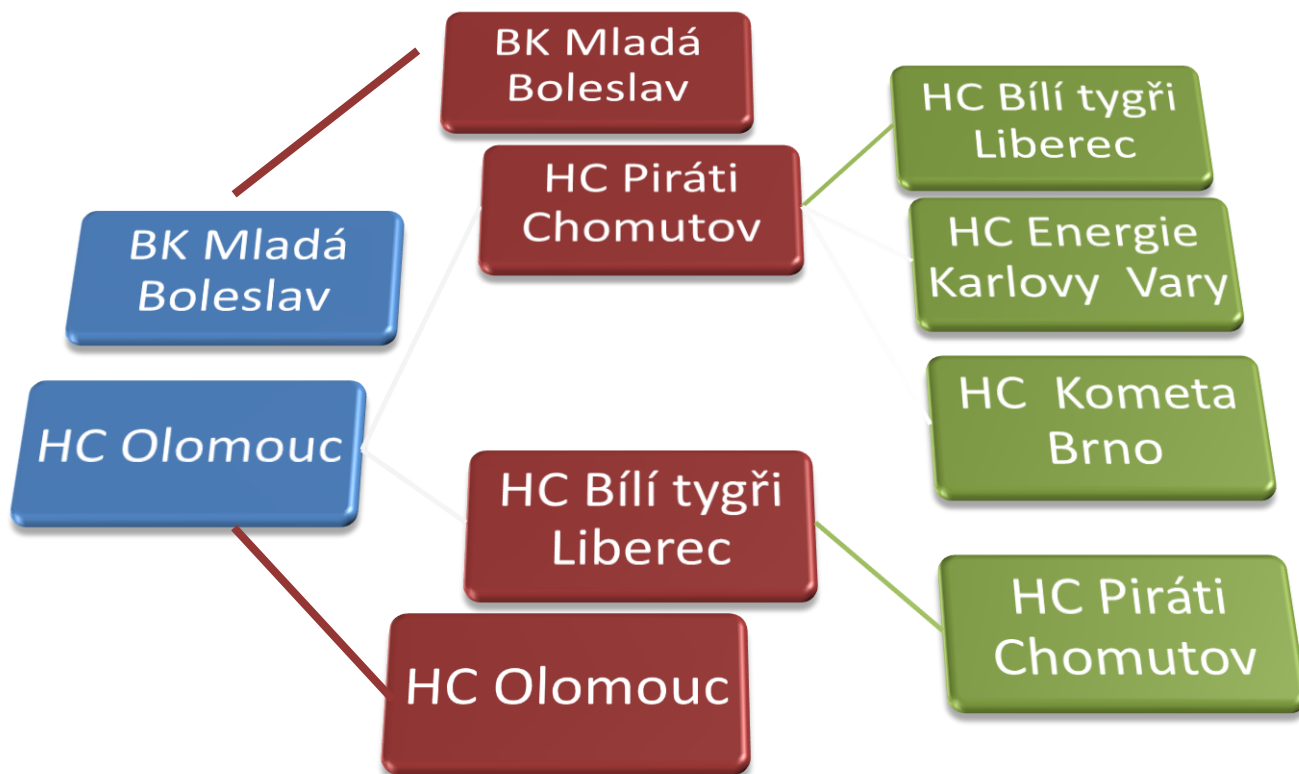 BK Mladá
Boleslav
HC Olomouc
BK Mladá
Boleslav
HC Piráti
Chomutov
HC Bílí tygři
Liberec
HC Olomouc
HC Bílí tygři
Liberec
HC Energie
Karlovy Vary
HC Kometa
Brno
HC Piráti
Chomutov